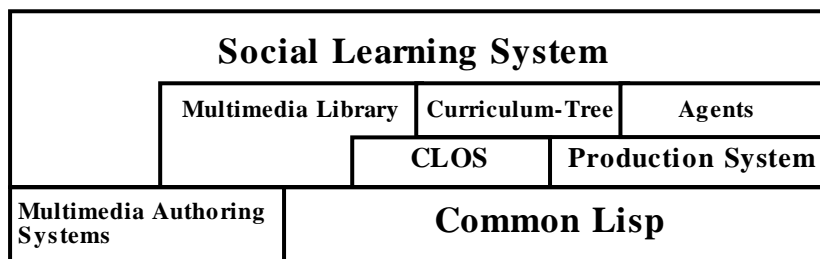 Social Learning System
Multimedia Library
Curriculum-Tree
Agents
CLOS
Production System
Multimedia Authoring
Systems
Common Lisp